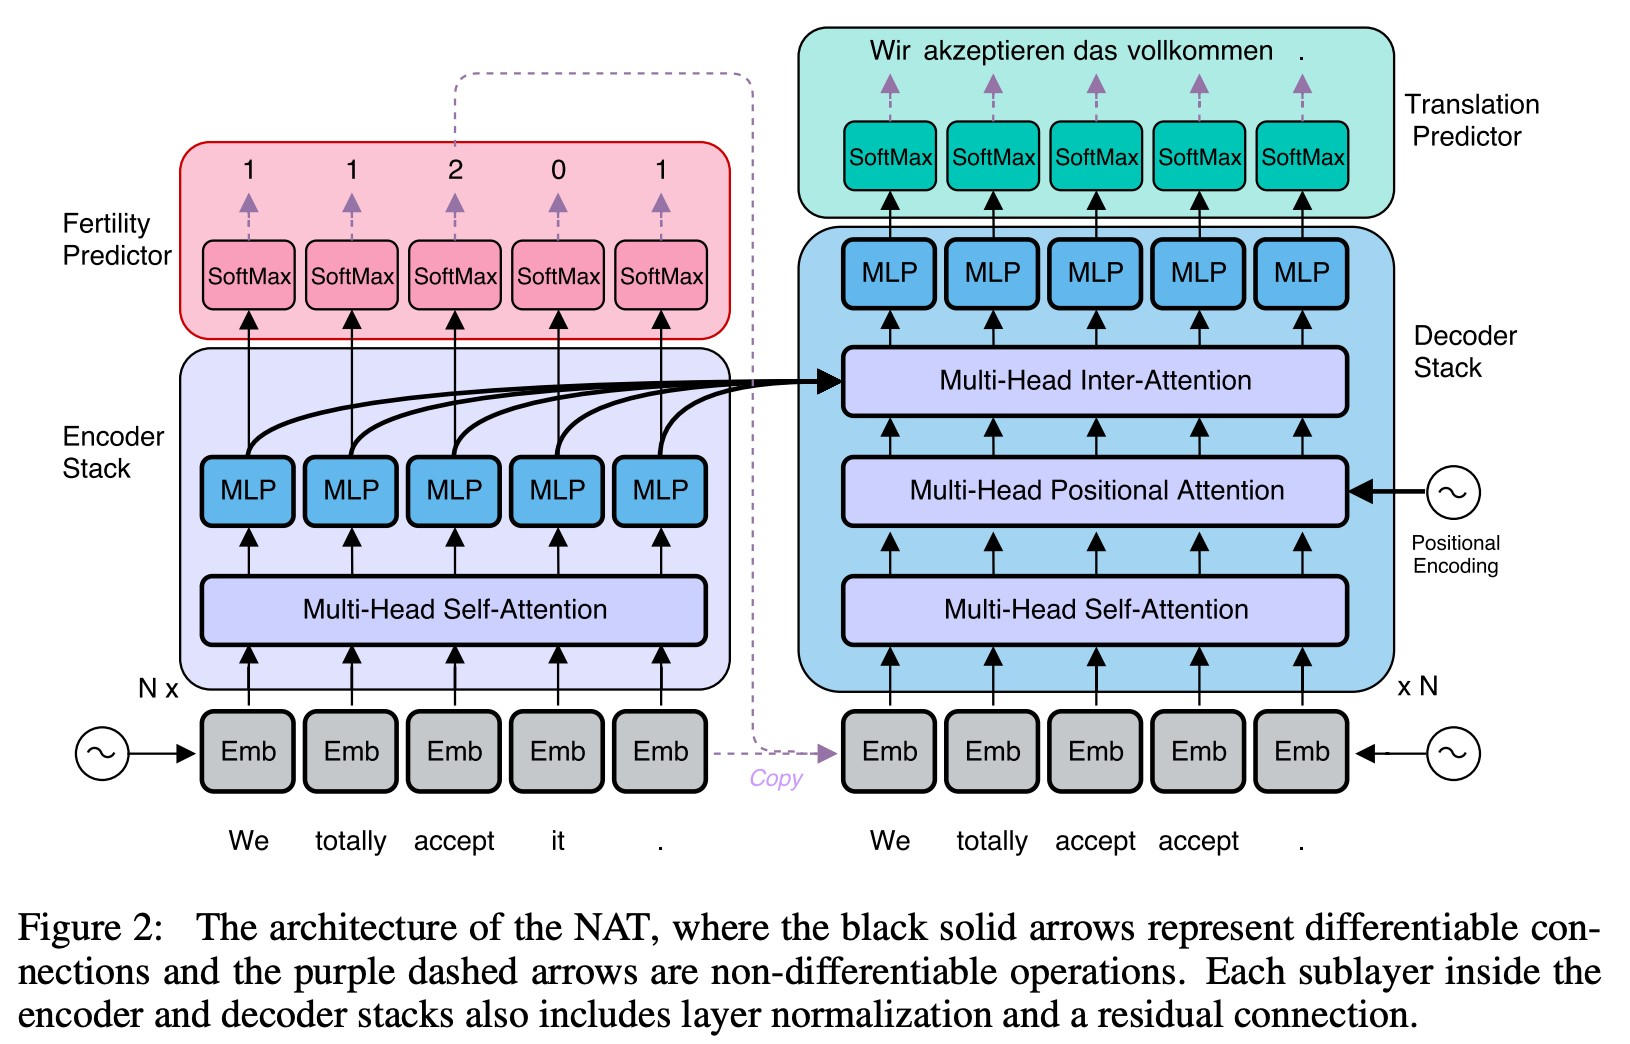 Wir akzeptieren das vollkommen .
SoftMax SoftMax SoftMax SoftMax SoftMax
Translation
Predictor
1 1 2 0 1
Fertility
Predictor
SoftMax SoftMax SoftMax SoftMax SoftMax
MLP MLP MLP MLP MLP
Multi-Head Inter-Attention
Decoder
Stack
Encoder
Stack
MLP MLP MLP MLP MLP
Multi-Head Positional Attention
Positional
Encoding
Multi-Head Self-Attention
Multi-Head Self-Attention
N x
x N
Emb Emb Emb Emb Emb
Copy
Emb Emb Emb Emb Emb
We totally accept it .
We totally accept accept .
Figure 2: The architecture of the NAT, where the black solid arrows represent differentiable con-
nections and the purple dashed arrows are non-differentiable operations. Each sublayer inside the
encoder and decoder stacks also includes layer normalization and a residual connection.